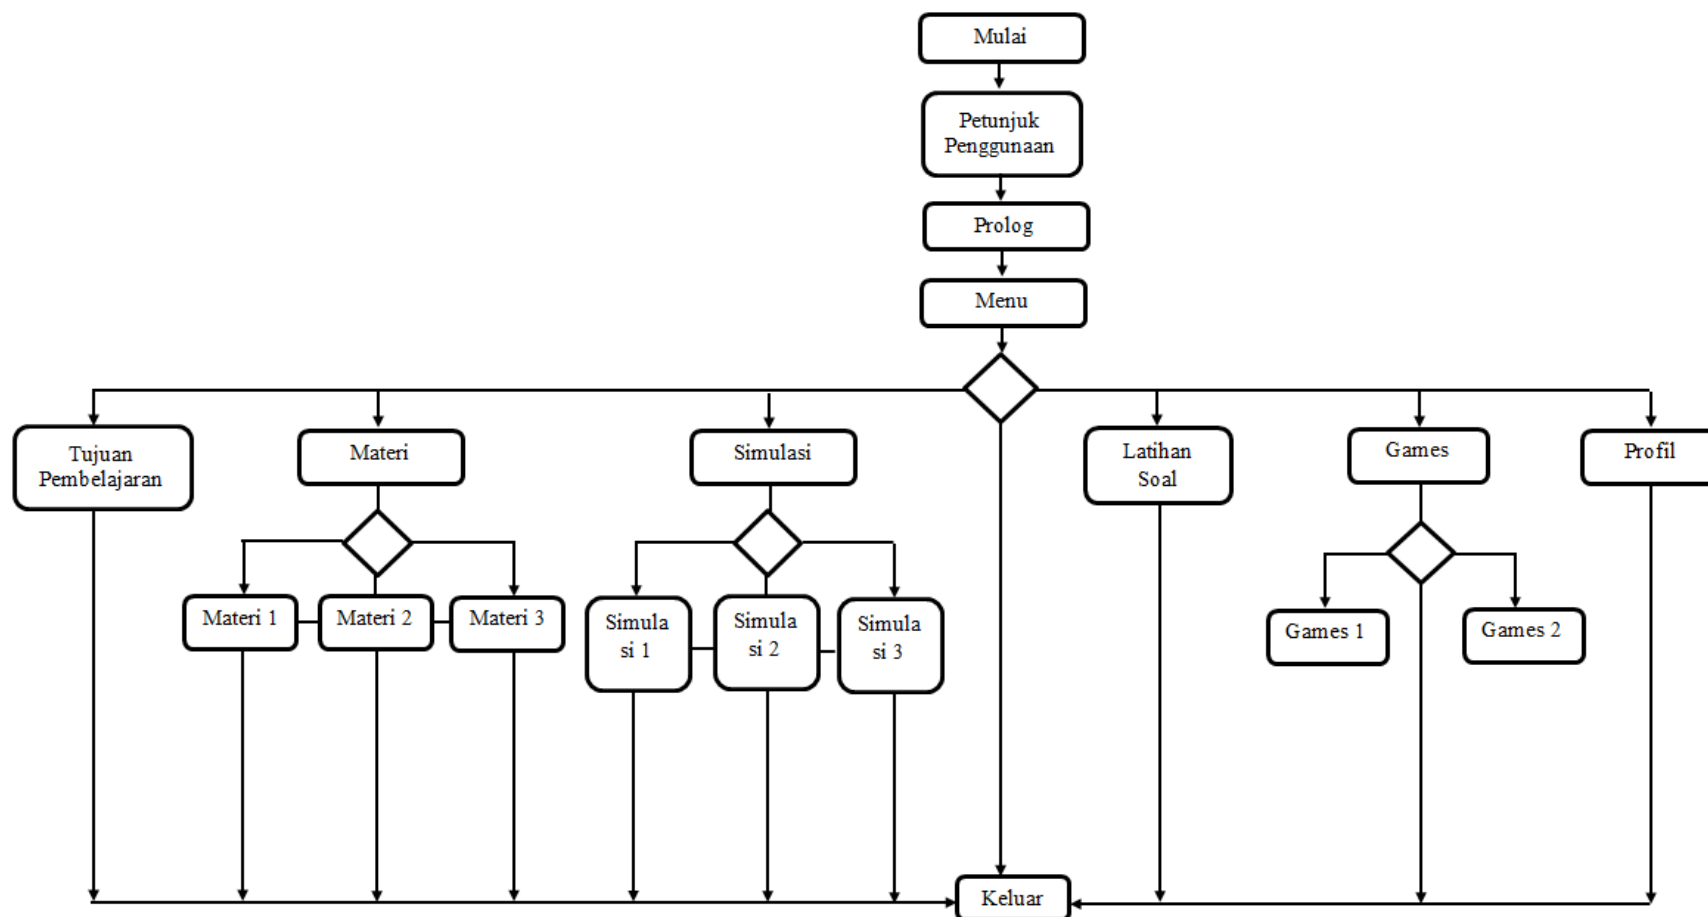 Mulai
Petunjuk
Penggunaan
Prolog
Menu
Tujuan
Pembelajaran
Materi
Simulasi
Latihan
Soal
Games
Profil
Materi 1
Materi 2
Materi 3
Simula
si 1
Simula
si 2
Simula
si 3
Games 1
Games 2
Keluar